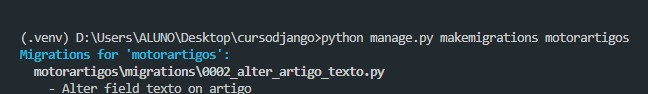 (.venv) D:\Users\ALUNO\Desktop\cursodjango>python manage.py makemigrations motorartigos
Migrations for 'motorartigos':
motorartigos\migrations\0002_alter_artigo_texto.py
- Alter field texto on artigo